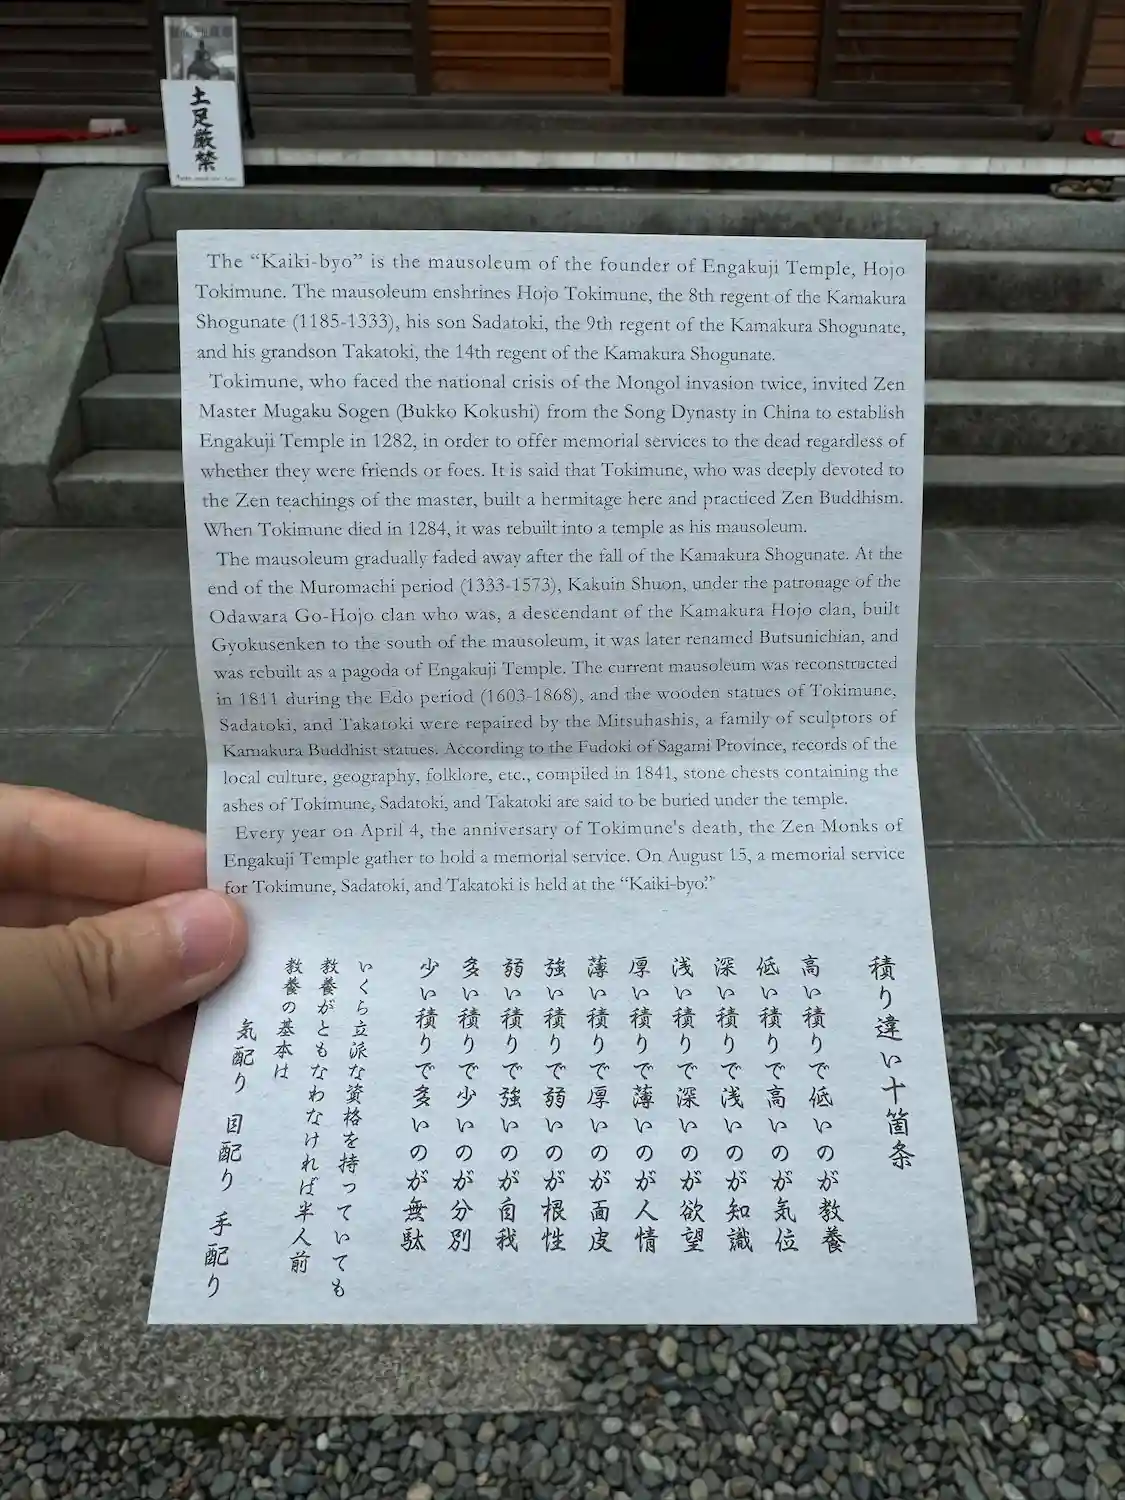 土足厳禁
The “Kaiki-byo” is the mausoleum of the founder of Engakuji Temple, Hojo
Tokimune. The mausoleum enshrines Hojo Tokimune, the 8th regent of the Kamakura
Shogunate (1185-1333), his son Sadatoki, the 9th regent of the Kamakura Shogunate,
and his grandson Takatoki, the 14th regent of the Kamakura Shogunate.
Tokimune, who faced the national crisis of the Mongol invasion twice, invited Zen
Master Mugaku Sogen (Bukko Kokushi) from the Song Dynasty in China to establish
Engakuji Temple in 1282, in order to offer memorial services to the dead regardless of
whether they were friends or foes. It is said that Tokimune, who was deeply devoted to
the Zen teachings of the master, built a hermitage here and practiced Zen Buddhism.
When Tokimune died in 1284, it was rebuilt into a temple as his mausoleum.
The mausoleum gradually faded away after the fall of the Kamakura Shogunate. At the
end of the Muromachi period (1333-1573), Kakuin Shuon, under the patronage of the
Odawara Go-Hojo clan who was, a descendant of the Kamakura Hojo clan, built
Gyokusenken to the south of the mausoleum, it was later renamed Butsunichian, and
was rebuilt as a pagoda of Engakuji Temple. The current mausoleum was reconstructed
in 1811 during the Edo period (1603-1868), and the wooden statues of Tokimune,
Sadatoki, and Takatoki were repaired by the Mitsuhashis, a family of sculptors of
Kamakura Buddhist statues. According to the Fudoki of Sagami Province, records of the
local culture, geography, folklore, etc., compiled in 1841, stone chests containing the
ashes of Tokimune, Sadatoki, and Takatoki are said to be buried under the temple.
Every year on April 4, the anniversary of Tokimune's death, the Zen Monks of
Engakuji Temple gather to hold a memorial service. On August 15, a memorial service
for Tokimune, Sadatoki, and Takatoki is held at the “Kaiki-byo.”
積り違い十箇条
高い積りで低いのが教養
低い積りで高いのが気位
深い積りで浅いのが知識
浅い積りで深いのが欲望
厚い積りで薄いのが人情
薄い積りで厚いのが面皮
強い積りで弱いのが根性
弱い積りで強いのが自我
多い積りで少いのが分別
少い積りで多いのが無駄
いくら立派な資格を持っていても
教養がともなわなければ半人前
教養の基本は
気配り 目配り 手配り